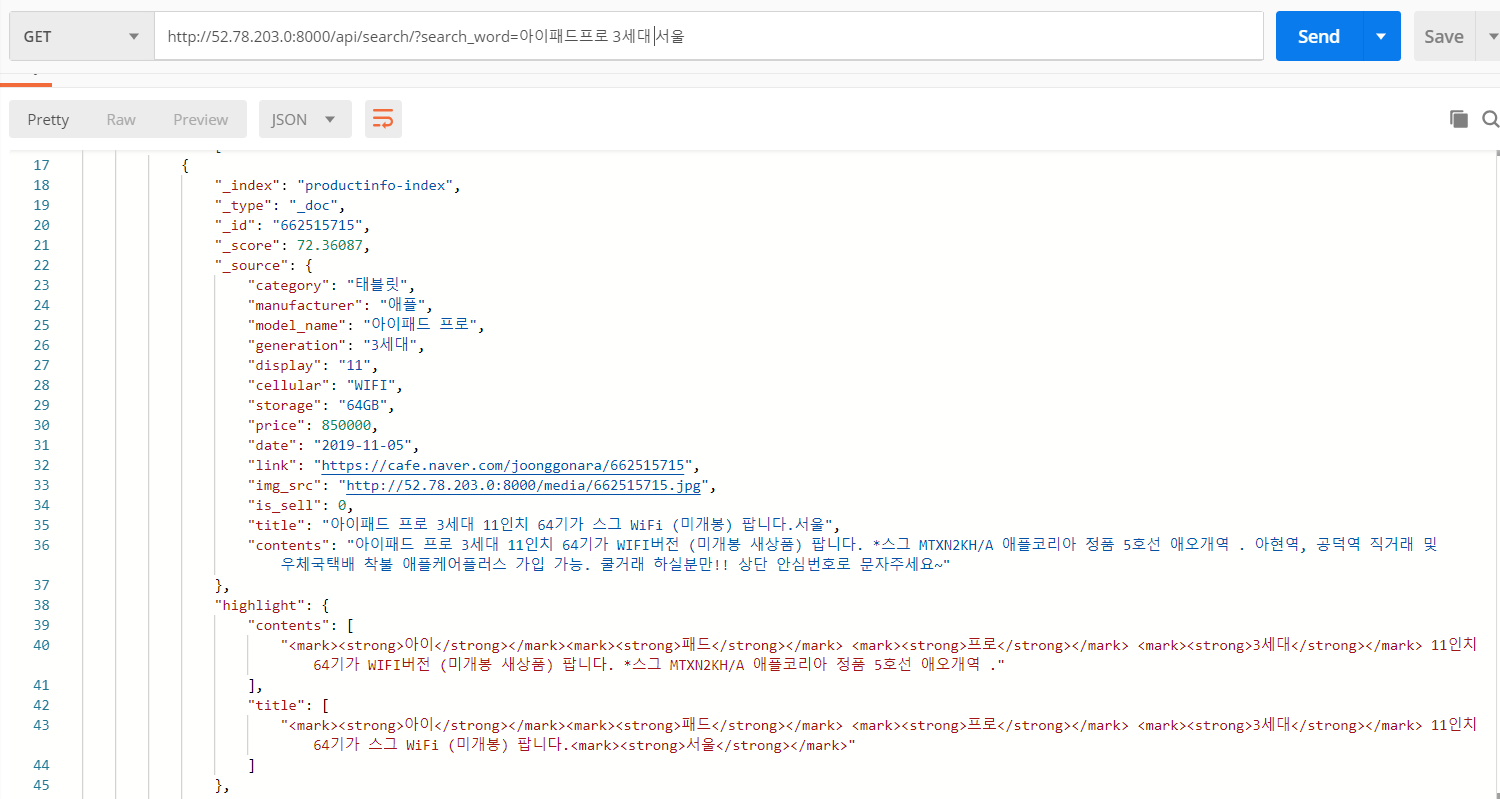 GET http://52.78.203.0:8000/api/search/?search_word=아이패드프로 3세대 서울 Send Save
Pretty Raw Preview JSON
17 {
18 "_index": "productinfo-index",
19 "_type": "_doc",
20 "_id": "662515715",
21 "_score": 72.36087,
22 "_source": {
23 "category": "태블릿",
24 "manufacturer": "애플",
25 "model_name": "아이패드 프로",
26 "generation": "3세대",
27 "display": "11",
28 "cellular": "WIFI",
29 "storage": "64GB",
30 "price": 850000,
31 "date": "2019-11-05",
32 "link": "https://cafe.naver.com/joonggonara/662515715",
33 "img_src": "http://52.78.203.0:8000/media/662515715.jpg",
34 "is_sell": 0,
35 "title": "아이패드 프로 3세대 11인치 64기가 스그 WiFi (미개봉) 팝니다.서울",
36 "contents": "아이패드 프로 3세대 11인치 64기가 WIFI버전 (미개봉 새상품) 팝니다. *스그 MTXN2KH/A 애플코리아 정품 5호선 애오개역 . 아현역, 공덕역 직거래 및
우체국택배 착불 애플케어플러스 가입 가능. 쿨거래 하실분만!! 상단 안심번호로 문자주세요~"
37 },
38 "highlight": {
39 "contents": [
40 "<mark><strong>아이</strong></mark><mark><strong>패드</strong></mark> <mark><strong>프로</strong></mark> <mark><strong>3세대</strong></mark> 11인치
64기가 WIFI버전 (미개봉 새상품) 팝니다. *스그 MTXN2KH/A 애플코리아 정품 5호선 애오개역 ."
41 ],
42 "title": [
43 "<mark><strong>아이</strong></mark><mark><strong>패드</strong></mark> <mark><strong>프로</strong></mark> <mark><strong>3세대</strong></mark> 11인치
64기가 스그 WiFi (미개봉) 팝니다.<mark><strong>서울</strong></mark>"
44 ]
45 },